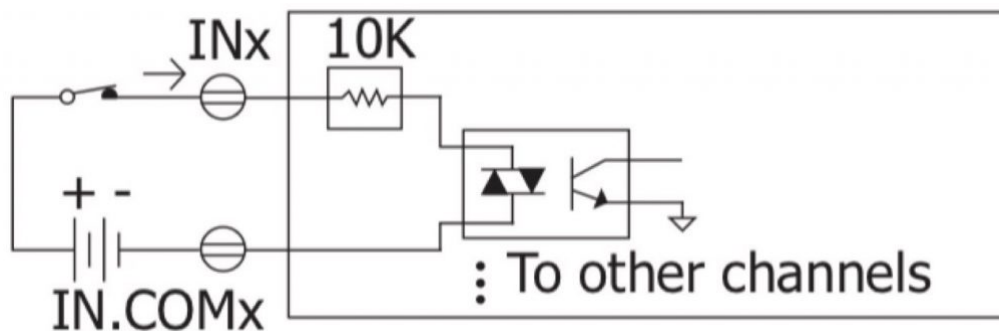 INx
10K
+ -
IN.COMx
To other channels